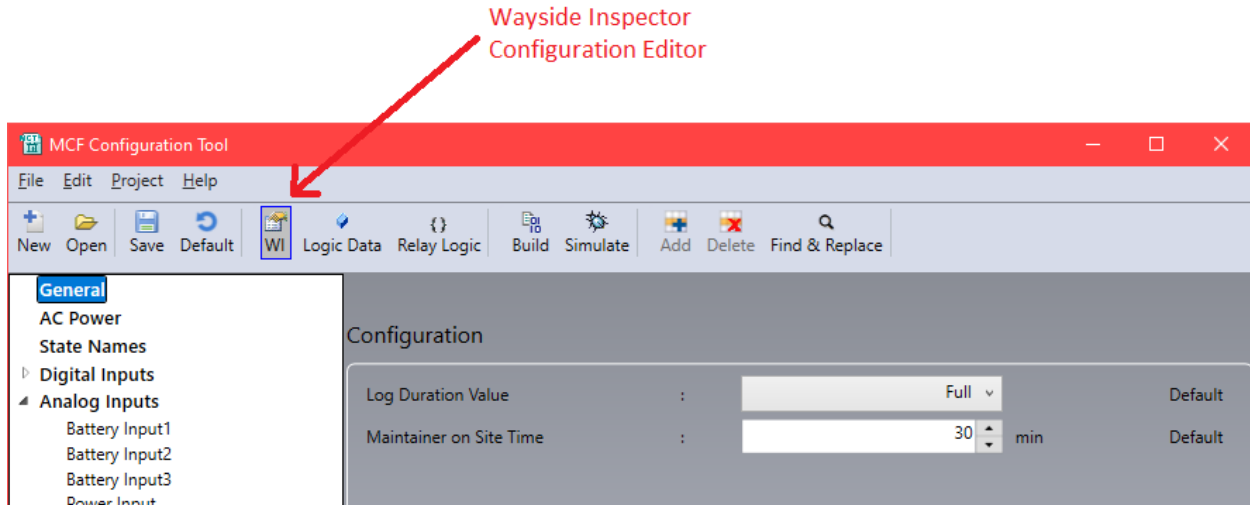 Wayside Inspector
Configuration Editor
MCF Configuration Tool
File Edit Project Help
New Open Save Default WI Logic Data Relay Logic Build Simulate Add Delete Find & Replace
General
AC Power
State Names
Digital Inputs
Analog Inputs
Battery Input1
Battery Input2
Battery Input3
Power Input
Configuration
Log Duration Value : Full Default
Maintainer on Site Time : 30 min Default